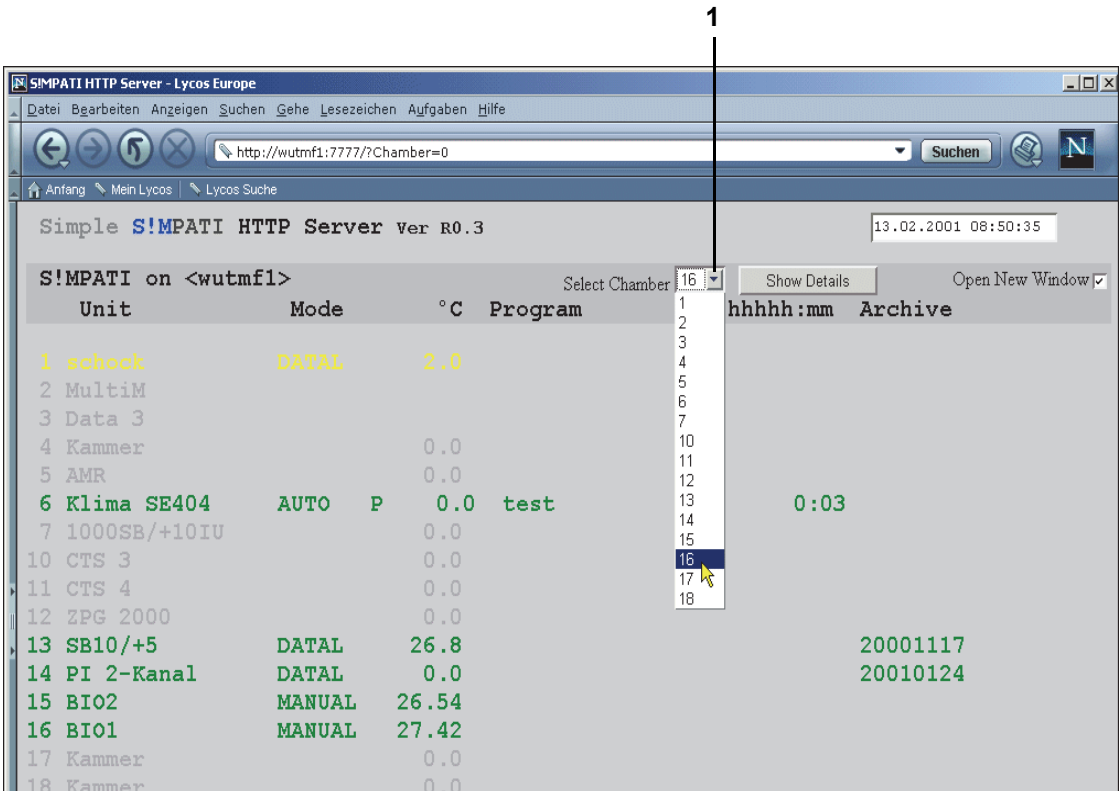 1
S!MPATI HTTP Server - Lycos Europe
Datei Bearbeiten Anzeigen Suchen Gehe Lesezeichen Aufgaben Hilfe
http://wutmf1:7777/?Chamber=0 Suchen N
Anfang Mein Lycos Lycos Suche
Simple S!MPATI HTTP Server Ver R0.3 13.02.2001 08:50:35
S!MPATI on <wutmf1> Select Chamber 16 Show Details Open New Window
Unit Mode °C Program hhhhh:mm Archive
1
2
3
4
5
6
7
10
11
12
13
14
15
16
17
18
1 schock DATAL 2.0
2 MultiM
3 Data 3
4 Kammer 0.0
5 AMR 0.0
6 Klima SE404 AUTO P 0.0 test 0:03
7 1000SB/+10IU 0.0
10 CTS 3 0.0
11 CTS 4 0.0
12 ZPG 2000 0.0
13 SB10/+5 DATAL 26.8 20001117
14 PI 2-Kanal DATAL 0.0 20010124
15 BIO2 MANUAL 26.54
16 BIO1 MANUAL 27.42
17 Kammer 0.0
18 Kammer 0.0